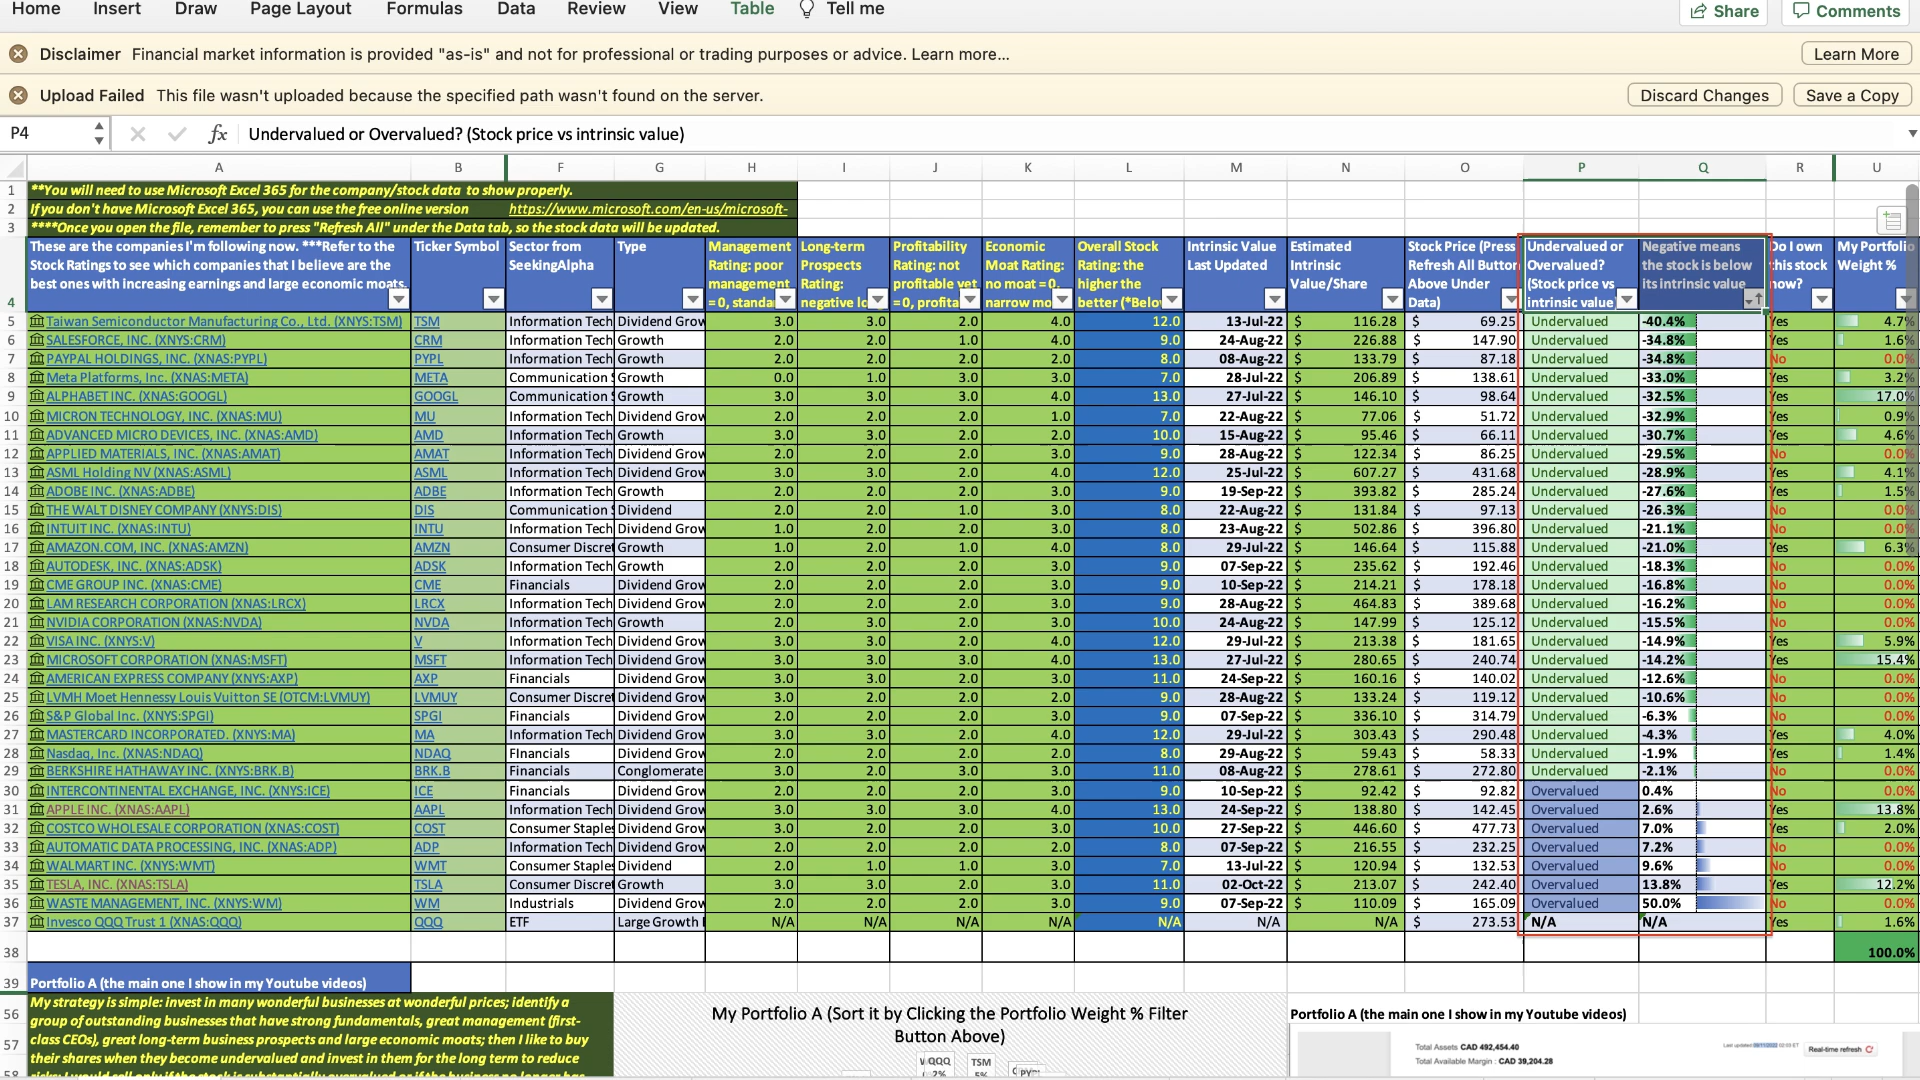 Home Insert Draw Page Layout Formulas Data Review View Table Tell me Share Comments
Disclaimer Financial market information is provided "as-is" and not for professional or trading purposes or advice. Learn more... Learn More
Upload Failed This file wasn't uploaded because the specified path wasn't found on the server. Discard Changes Save a Copy
P4 fx Undervalued or Overvalued? (Stock price vs intrinsic value)
A B F G H I J K L M N O P Q R U
1 **You will need to use Microsoft Excel 365 for the company/stock data to show properly.
2 If you don't have Microsoft Excel 365, you can use the free online version https://www.microsoft.com/en-us/microsoft-
3 ****Once you open the file, remember to press "Refresh All" under the Data tab, so the stock data will be updated.
These are the companies I'm following now. ***Refer to the Ticker Symbol Sector from Type Management Long-term Profitability Economic Overall Stock Intrinsic Value Estimated Stock Price (Press Undervalued or Negative means Do I own My Portfolio
Stock Ratings to see which companies that I believe are the SeekingAlpha Rating: poor Prospects Rating: not Moat Rating: Rating: the Last Updated Intrinsic Refresh All Button Overvalued? the stock is below this stock Weight %
best ones with increasing earnings and large economic moats. management Rating: profitable yet no moat = 0, higher the Value/Share Above Under (Stock price vs its intrinsic value now?
4 = 0, standa negative lo = 0, profita narrow mo better (*Belo Data) intrinsic value)
5 Taiwan Semiconductor Manufacturing Co., Ltd. (XNYS:TSM) TSM Information Tech Dividend Grow 3.0 3.0 2.0 4.0 12.0 13-Jul-22 $ 116.28 $ 69.25 Undervalued -40.4% Yes 4.7%
6 SALESFORCE, INC. (XNYS:CRM) CRM Information Tech Growth 2.0 2.0 1.0 4.0 9.0 24-Aug-22 $ 226.88 $ 147.90 Undervalued -34.8% Yes 1.6%
7 PAYPAL HOLDINGS, INC. (XNAS:PYPL) PYPL Information Tech Growth 2.0 2.0 2.0 2.0 8.0 08-Aug-22 $ 133.79 $ 87.18 Undervalued -34.8% No 0.0%
8 Meta Platforms, Inc. (XNAS:META) META Communication S Growth 0.0 1.0 3.0 3.0 7.0 28-Jul-22 $ 206.89 $ 138.61 Undervalued -33.0% Yes 3.2%
9 ALPHABET INC. (XNAS:GOOGL) GOOGL Communication S Growth 3.0 3.0 3.0 4.0 13.0 27-Jul-22 $ 146.10 $ 98.64 Undervalued -32.5% Yes 17.0%
10 MICRON TECHNOLOGY, INC. (XNAS:MU) MU Information Tech Dividend Grow 2.0 2.0 2.0 1.0 7.0 22-Aug-22 $ 77.06 $ 51.72 Undervalued -32.9% Yes 0.9%
11 ADVANCED MICRO DEVICES, INC. (XNAS:AMD) AMD Information Tech Growth 3.0 3.0 2.0 2.0 10.0 15-Aug-22 $ 95.46 $ 66.11 Undervalued -30.7% Yes 4.6%
12 APPLIED MATERIALS, INC. (XNAS:AMAT) AMAT Information Tech Dividend Grow 2.0 2.0 2.0 3.0 9.0 28-Aug-22 $ 122.34 $ 86.25 Undervalued -29.5% No 0.0%
13 ASML Holding NV (XNAS:ASML) ASML Information Tech Dividend Grow 3.0 3.0 2.0 4.0 12.0 25-Jul-22 $ 607.27 $ 431.68 Undervalued -28.9% Yes 4.1%
14 ADOBE INC. (XNAS:ADBE) ADBE Information Tech Growth 2.0 2.0 2.0 3.0 9.0 19-Sep-22 $ 393.82 $ 285.24 Undervalued -27.6% Yes 1.5%
15 THE WALT DISNEY COMPANY (XNYS:DIS) DIS Communication S Dividend 2.0 2.0 1.0 3.0 8.0 22-Aug-22 $ 131.84 $ 97.13 Undervalued -26.3% No 0.0%
16 INTUIT INC. (XNAS:INTU) INTU Information Tech Dividend Grow 1.0 2.0 2.0 3.0 8.0 23-Aug-22 $ 502.86 $ 396.80 Undervalued -21.1% No 0.0%
17 AMAZON.COM, INC. (XNAS:AMZN) AMZN Consumer Discret Growth 1.0 2.0 1.0 4.0 8.0 29-Jul-22 $ 146.64 $ 115.88 Undervalued -21.0% Yes 6.3%
18 AUTODESK, INC. (XNAS:ADSK) ADSK Information Tech Growth 2.0 2.0 2.0 3.0 9.0 07-Sep-22 $ 235.62 $ 192.46 Undervalued -18.3% No 0.0%
19 CME GROUP INC. (XNAS:CME) CME Financials Dividend Grow 2.0 2.0 2.0 3.0 9.0 10-Sep-22 $ 214.21 $ 178.18 Undervalued -16.8% No 0.0%
20 LAM RESEARCH CORPORATION (XNAS:LRCX) LRCX Information Tech Dividend Grow 2.0 2.0 2.0 3.0 9.0 28-Aug-22 $ 464.83 $ 389.68 Undervalued -16.2% No 0.0%
21 NVIDIA CORPORATION (XNAS:NVDA) NVDA Information Tech Growth 3.0 2.0 2.0 3.0 10.0 24-Aug-22 $ 147.99 $ 125.12 Undervalued -15.5% No 0.0%
22 VISA INC. (XNYS:V) V Information Tech Dividend Grow 3.0 3.0 2.0 4.0 12.0 29-Jul-22 $ 213.38 $ 181.65 Undervalued -14.9% Yes 5.9%
23 MICROSOFT CORPORATION (XNAS:MSFT) MSFT Information Tech Dividend Grow 3.0 3.0 3.0 4.0 13.0 27-Jul-22 $ 280.65 $ 240.74 Undervalued -14.2% Yes 15.4%
24 AMERICAN EXPRESS COMPANY (XNYS:AXP) AXP Financials Dividend Grow 3.0 2.0 3.0 3.0 11.0 24-Sep-22 $ 160.16 $ 140.02 Undervalued -12.6% No 0.0%
25 LVMH Moet Hennessy Louis Vuitton SE (OTCM:LVMUY) LVMUY Consumer Discret Dividend Grow 2.0 2.0 2.0 3.0 9.0 28-Aug-22 $ 133.24 $ 119.12 Undervalued -10.6% No 0.0%
26 S&P Global Inc. (XNYS:SPGI) SPGI Financials Dividend Grow 2.0 2.0 2.0 3.0 9.0 07-Sep-22 $ 336.10 $ 314.79 Undervalued -6.3% No 0.0%
27 MASTERCARD INCORPORATED. (XNYS:MA) MA Information Tech Dividend Grow 3.0 3.0 2.0 4.0 12.0 29-Jul-22 $ 303.43 $ 290.48 Undervalued -4.3% Yes 4.0%
28 Nasdaq, Inc. (XNAS:NDAQ) NDAQ FInancials Dividend Grow 2.0 2.0 2.0 2.0 8.0 29-Aug-22 $ 59.43 $ 58.33 Undervalued -1.9% Yes 1.4%
29 BERKSHIRE HATHAWAY INC. (XNYS:BRK.B) BRK.B Financials Conglomerate 3.0 2.0 3.0 3.0 11.0 08-Aug-22 $ 278.61 $ 272.80 Undervalued -2.1% No 0.0%
30 INTERCONTINENTAL EXCHANGE, INC. (XNYS:ICE) ICE Financials Dividend Grow 2.0 2.0 2.0 3.0 9.0 10-Sep-22 $ 92.42 $ 92.82 Overvalued 0.4% No 0.0%
31 APPLE INC. (XNAS:AAPL) AAPL Information Tech Dividend Grow 3.0 3.0 3.0 4.0 13.0 24-Sep-22 $ 138.80 $ 142.45 Overvalued 2.6% Yes 13.8%
32 COSTCO WHOLESALE CORPORATION (XNAS:COST) COST Consumer Staples Dividend Grow 3.0 2.0 2.0 3.0 10.0 27-Sep-22 $ 446.60 $ 477.73 Overvalued 7.0% Yes 2.0%
33 AUTOMATIC DATA PROCESSING, INC. (XNAS:ADP) ADP Information Tech Dividend Grow 2.0 2.0 2.0 2.0 8.0 07-Sep-22 $ 216.55 $ 232.25 Overvalued 7.2% No 0.0%
34 WALMART INC. (XNYS:WMT) WMT Consumer Staples Dividend 2.0 1.0 1.0 3.0 7.0 13-Jul-22 $ 120.94 $ 132.53 Overvalued 9.6% No 0.0%
35 TESLA, INC. (XNAS:TSLA) TSLA Consumer Discret Growth 3.0 3.0 2.0 3.0 11.0 02-Oct-22 $ 213.07 $ 242.40 Overvalued 13.8% Yes 12.2%
36 WASTE MANAGEMENT, INC. (XNYS:WM) WM Industrials Dividend Grow 2.0 2.0 2.0 3.0 9.0 07-Sep-22 $ 110.09 $ 165.09 Overvalued 50.0% No 0.0%
37 Invesco QQQ Trust 1 (XNAS:QQQ) QQQ ETF Large Growth N/A N/A N/A N/A N/A N/A N/A $ 273.53 N/A N/A Yes 1.6%
38 100.0%
39 Portfolio A (the main one I show in my Youtube videos)
My strategy is simple: invest in many wonderful businesses at wonderful prices; identify a
56 group of outstanding businesses that have strong fundamentals, great management (first- My Portfolio A (Sort it by Clicking the Portfolio Weight % Filter Portfolio A (the main one I show in my Youtube videos)
class CEOs), great long-term business prospects and large economic moats; then I like to buy Button Above)
57 their shares when they become undervalued and invest in them for the long term to reduce QQQ 2% TSM 5% Total Assets CAD 492,454.40 Real-time refresh
58 Total Available Margin : CAD 39,204.28